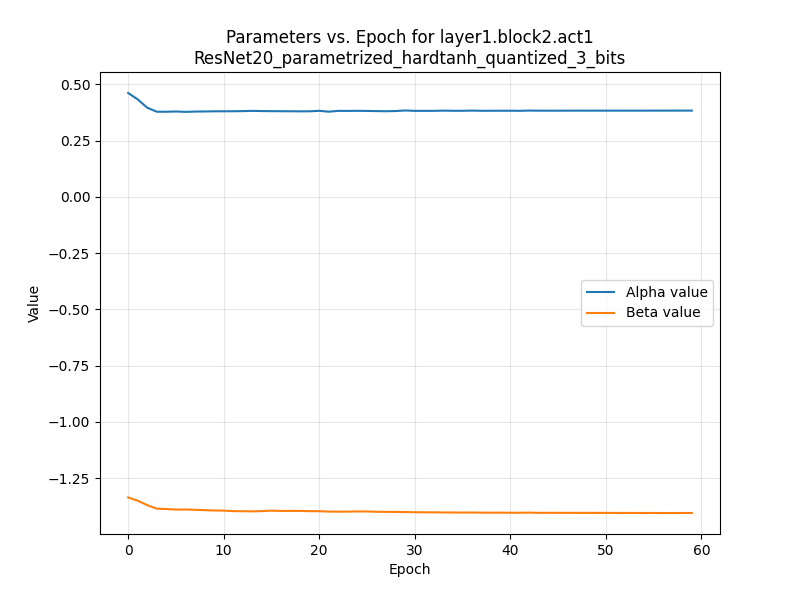 Parameters vs. Epoch for layer1.block2.act1
ResNet20_parametrized_hardtanh_quantized_3_bits
0.50
0.25
0.00
−0.25
−0.50
−0.75
−1.00
−1.25
Value
Alpha value
Beta value
0 10 20 30 40 50 60
Epoch